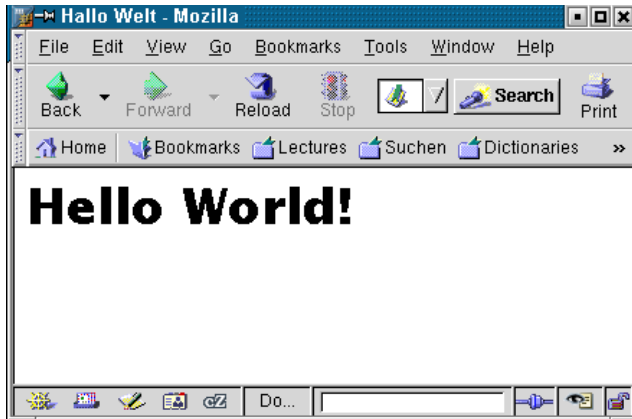 Hallo Welt - Mozilla
File Edit View Go Bookmarks Tools Window Help
Back Forward Reload Stop Search Print
Home Bookmarks Lectures Suchen Dictionaries »
Hello World!
cZ Do...